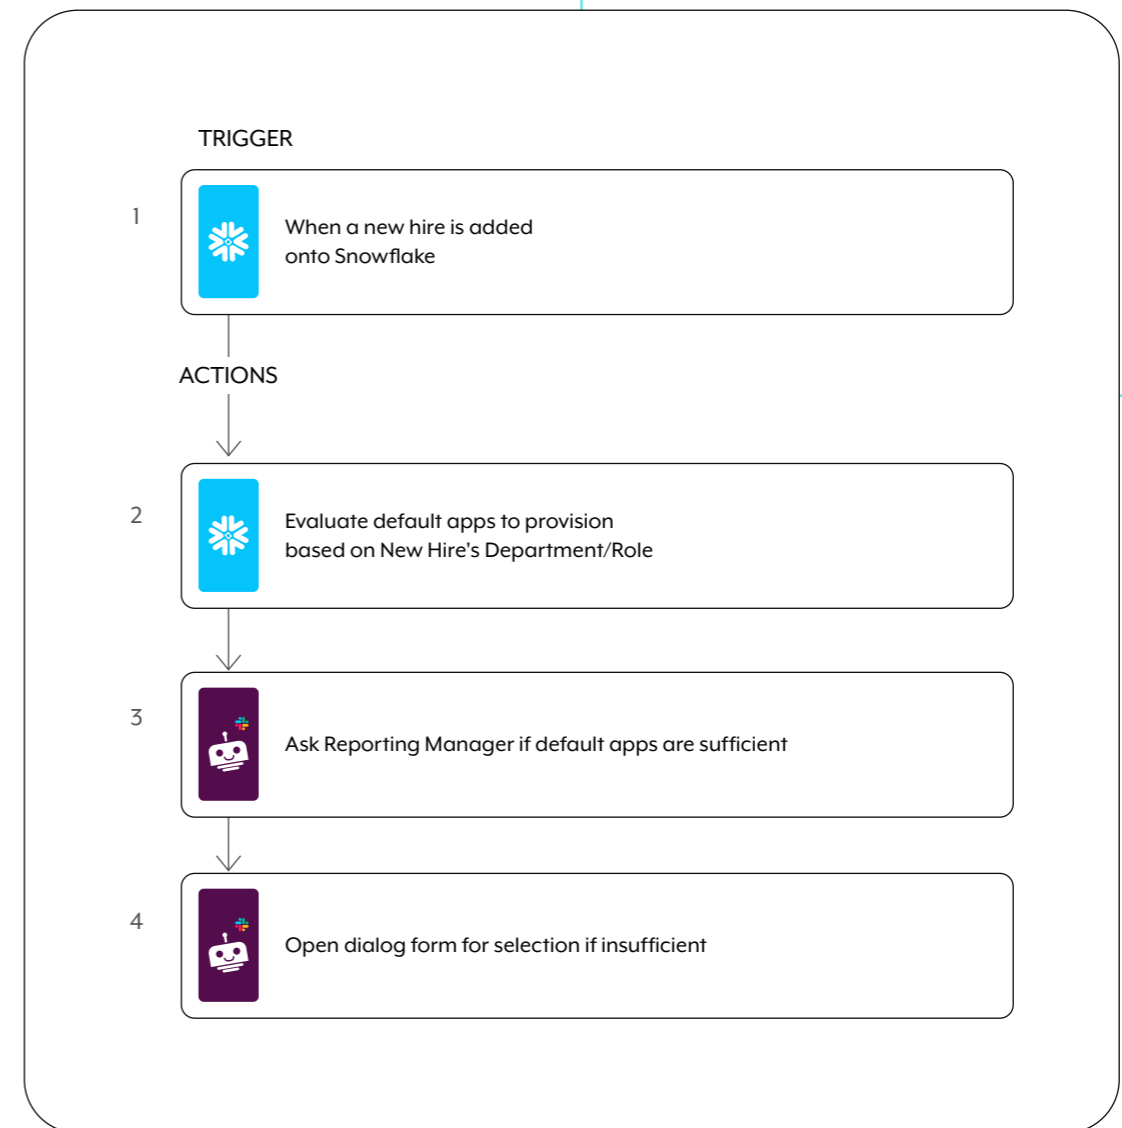 TRIGGER
1
When a new hire is added
onto Snowflake
ACTIONS
2
Evaluate default apps to provision
based on New Hire's Department/Role
3
Ask Reporting Manager if default apps are sufficient
4
Open dialog form for selection if insufficient